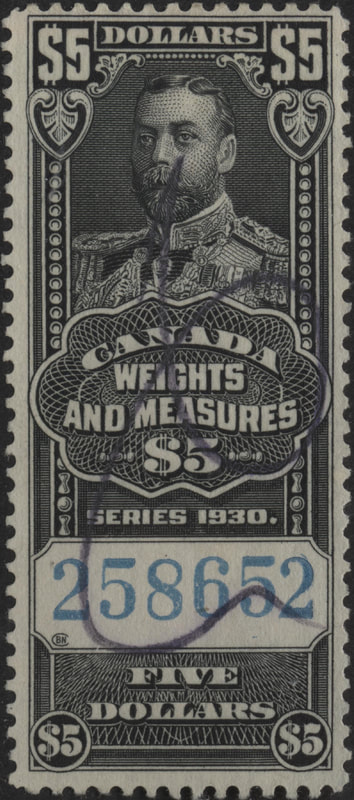 $5 DOLLARS $5
CANADA
WEIGHTS
AND MEASURES
$5
SERIES 1930.
258652
BN
FIVE
DOLLARS
$5 $5